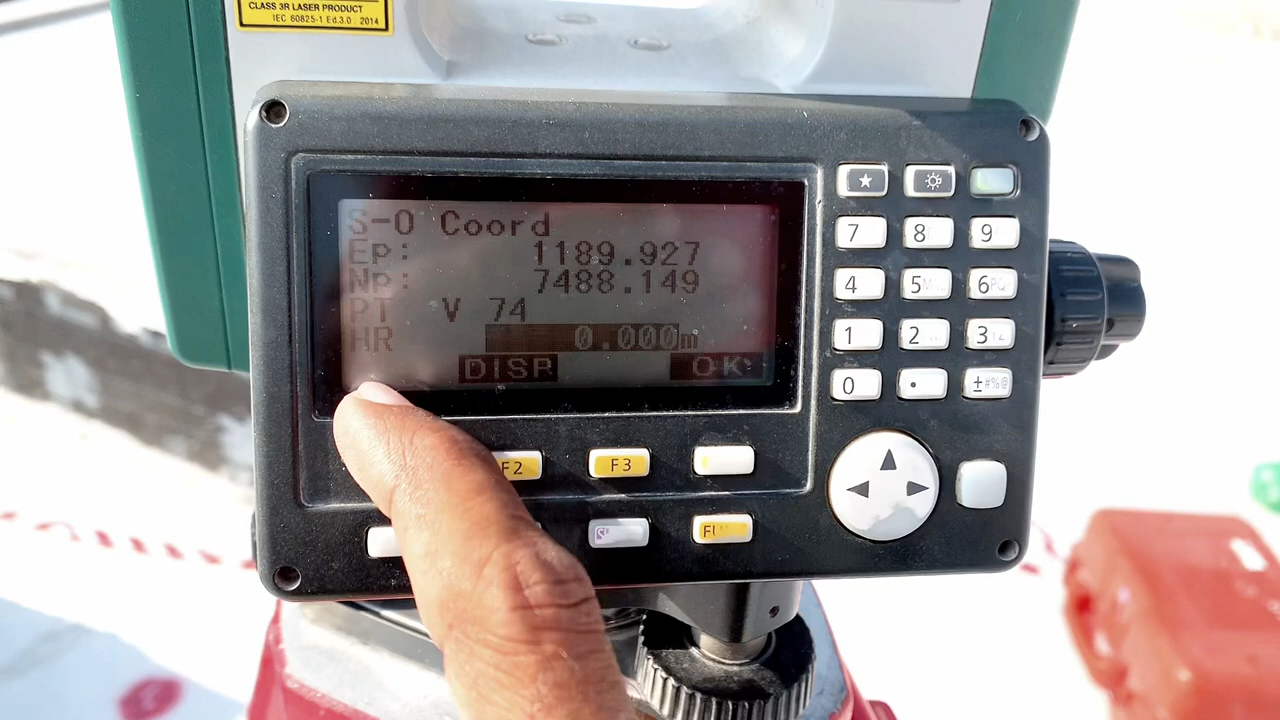 CLASS 3R LASER PRODUCT
IEC 60825-1 Ed.3.0 : 2014
S-O Coord
Ep: 1189.927
Np: 7488.149
PT V 74
HR 0.000m
DISP OK
7 8 9
4 5 6
1 2 3
0 . ±#%@
F2 F3